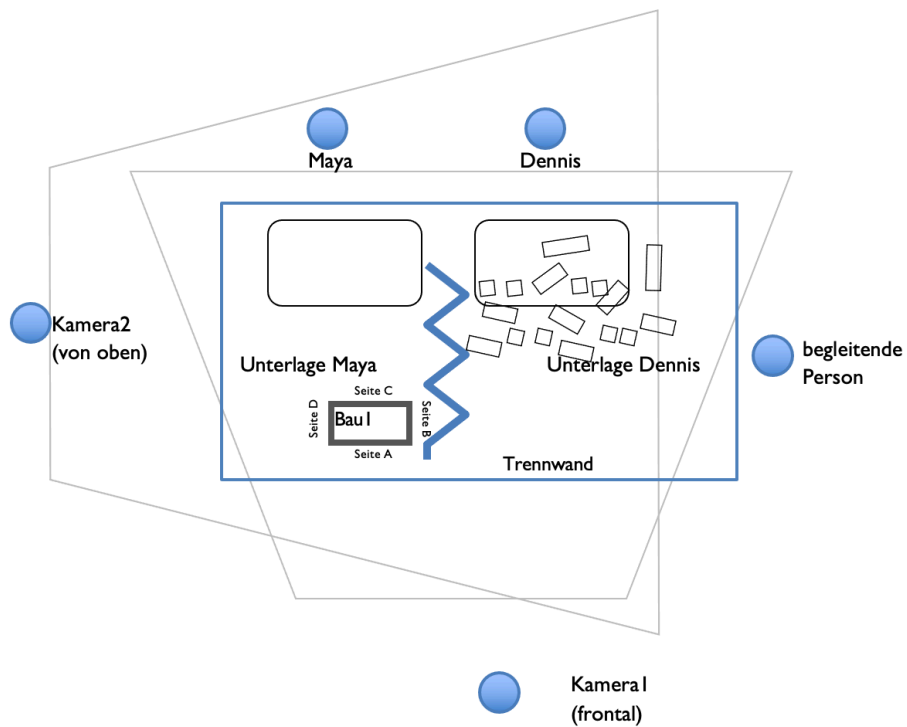 Maya
Dennis
Kamera2
(von oben)
Unterlage Maya
Unterlage Dennis
begleitende
Person
Seite C
Seite D
Bau1
Seite B
Seite A
Trennwand
Kamera1
(frontal)